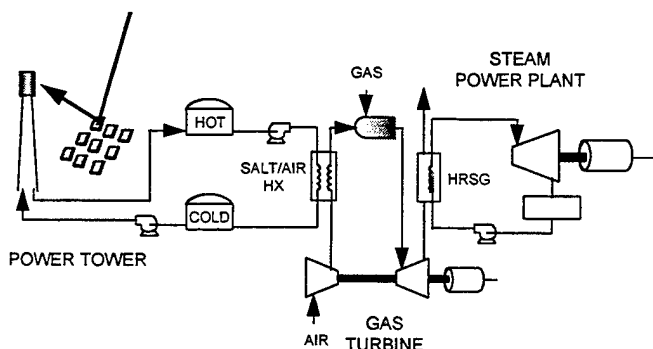 STEAM
POWER PLANT
GAS
HOT
SALT/AIR
HX
HRSG
COLD
POWER TOWER
AIR
GAS
TURBINE